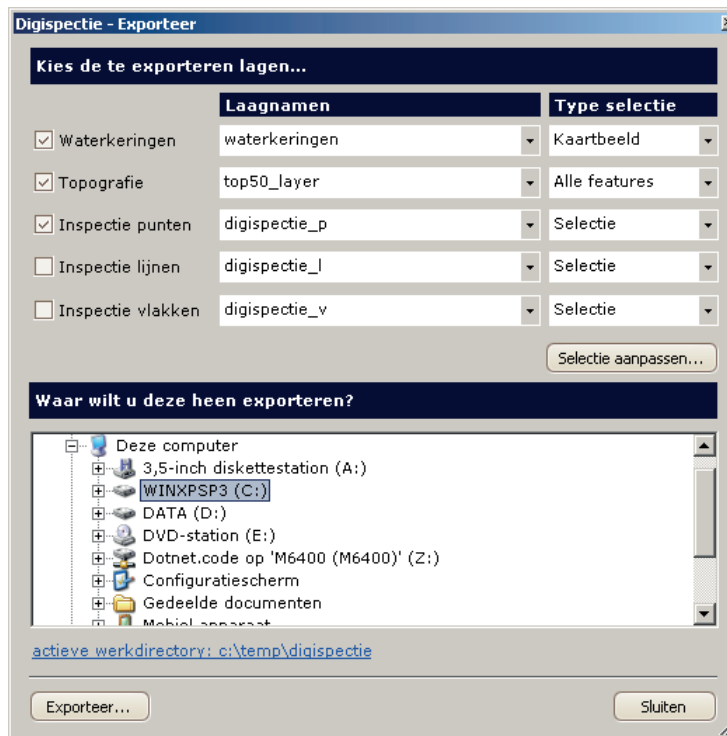 Digispectie - Exporteer
Kies de te exporteren lagen...
Laagnamen Type selectie
Waterkeringen waterkeringen Kaartbeeld
Topografie top50_layer Alle features
Inspectie punten digispectie_p Selectie
Inspectie lijnen digispectie_l Selectie
Inspectie vlakken digispectie_v Selectie
Selectie aanpassen...
Waar wilt u deze heen exporteren?
Deze computer
3,5-inch diskettestation (A:)
WINXPSP3 (C:)
DATA (D:)
DVD-station (E:)
Dotnet.code op 'M6400 (M6400)' (Z:)
Configuratiescherm
Gedeelde documenten
Mobiel apparaat
actieve werkdirectory: c:\temp\digispectie
Exporteer... Sluiten